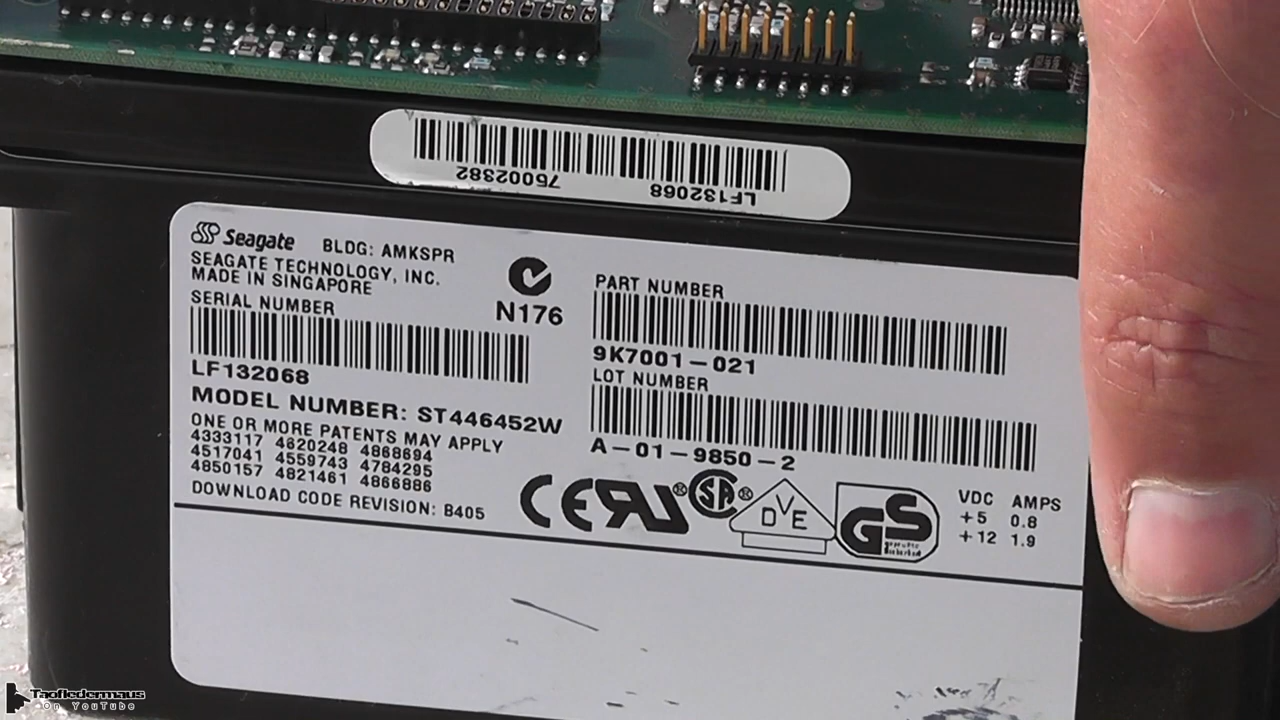 75002382 LF132068
Seagate BLDG: AMKSPR
SEAGATE TECHNOLOGY, INC.
MADE IN SINGAPORE
SERIAL NUMBER
LF132068
N176
MODEL NUMBER: ST446452W
ONE OR MORE PATENTS MAY APPLY
4333117 4620248 4868694
4517041 4559743 4784295
4850157 4821461 4866886
DOWNLOAD CODE REVISION: B405
PART NUMBER
9K7001-021
LOT NUMBER
A-01-9850-2
CE RU ® SA ® DVE GS
VDC AMPS
+5 0.8
+12 1.9
Taofledermaus
On YouTube